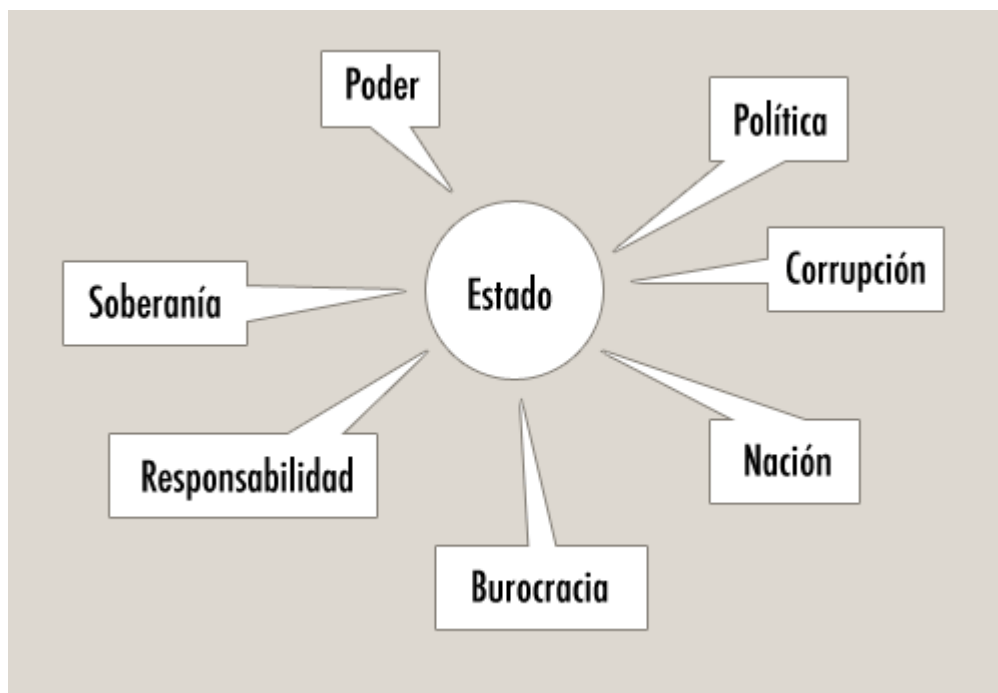 Poder
Política
Corrupción
Soberanía
Estado
Nación
Responsabilidad
Burocracia